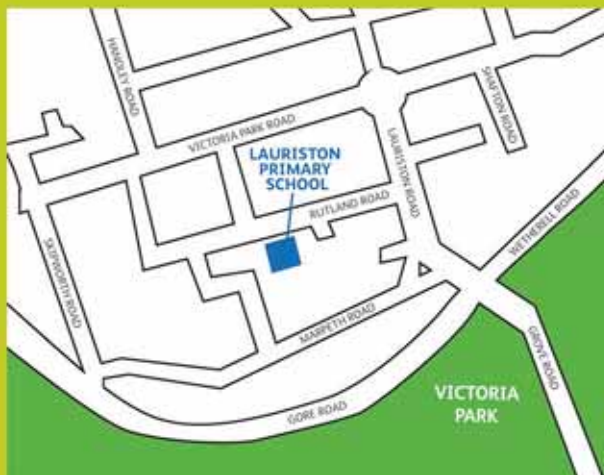 HANDLEY ROAD
VICTORIA PARK ROAD
SHAFTON ROAD
LAURISTON
PRIMARY
SCHOOL
LAURISTON ROAD
RUTLAND ROAD
WETHERELL ROAD
SKIPWORTH ROAD
MARPETH ROAD
GROVE ROAD
GORE ROAD
VICTORIA
PARK